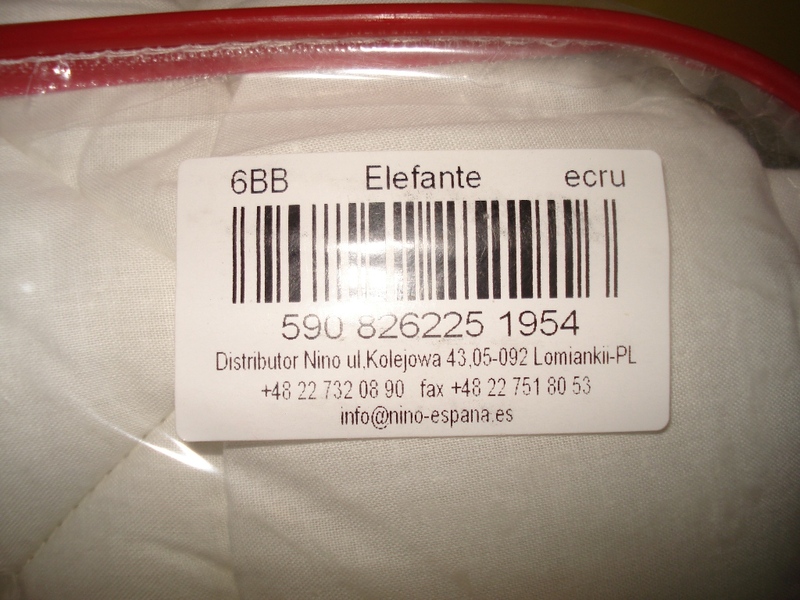 6BB Elefante ecru
590 826225 1954
Distributor Nino ul.Kolejowa 43,05-092 Lomiankii-PL
+48 22 732 08 90 fax +48 22 751 80 53
info@nino-espana.es